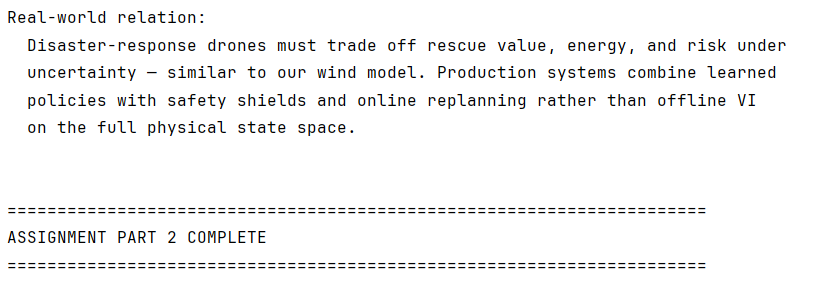 Real-world relation:
Disaster-response drones must trade off rescue value, energy, and risk under
uncertainty — similar to our wind model. Production systems combine learned
policies with safety shields and online replanning rather than offline VI
on the full physical state space.
======================================================================
ASSIGNMENT PART 2 COMPLETE
======================================================================